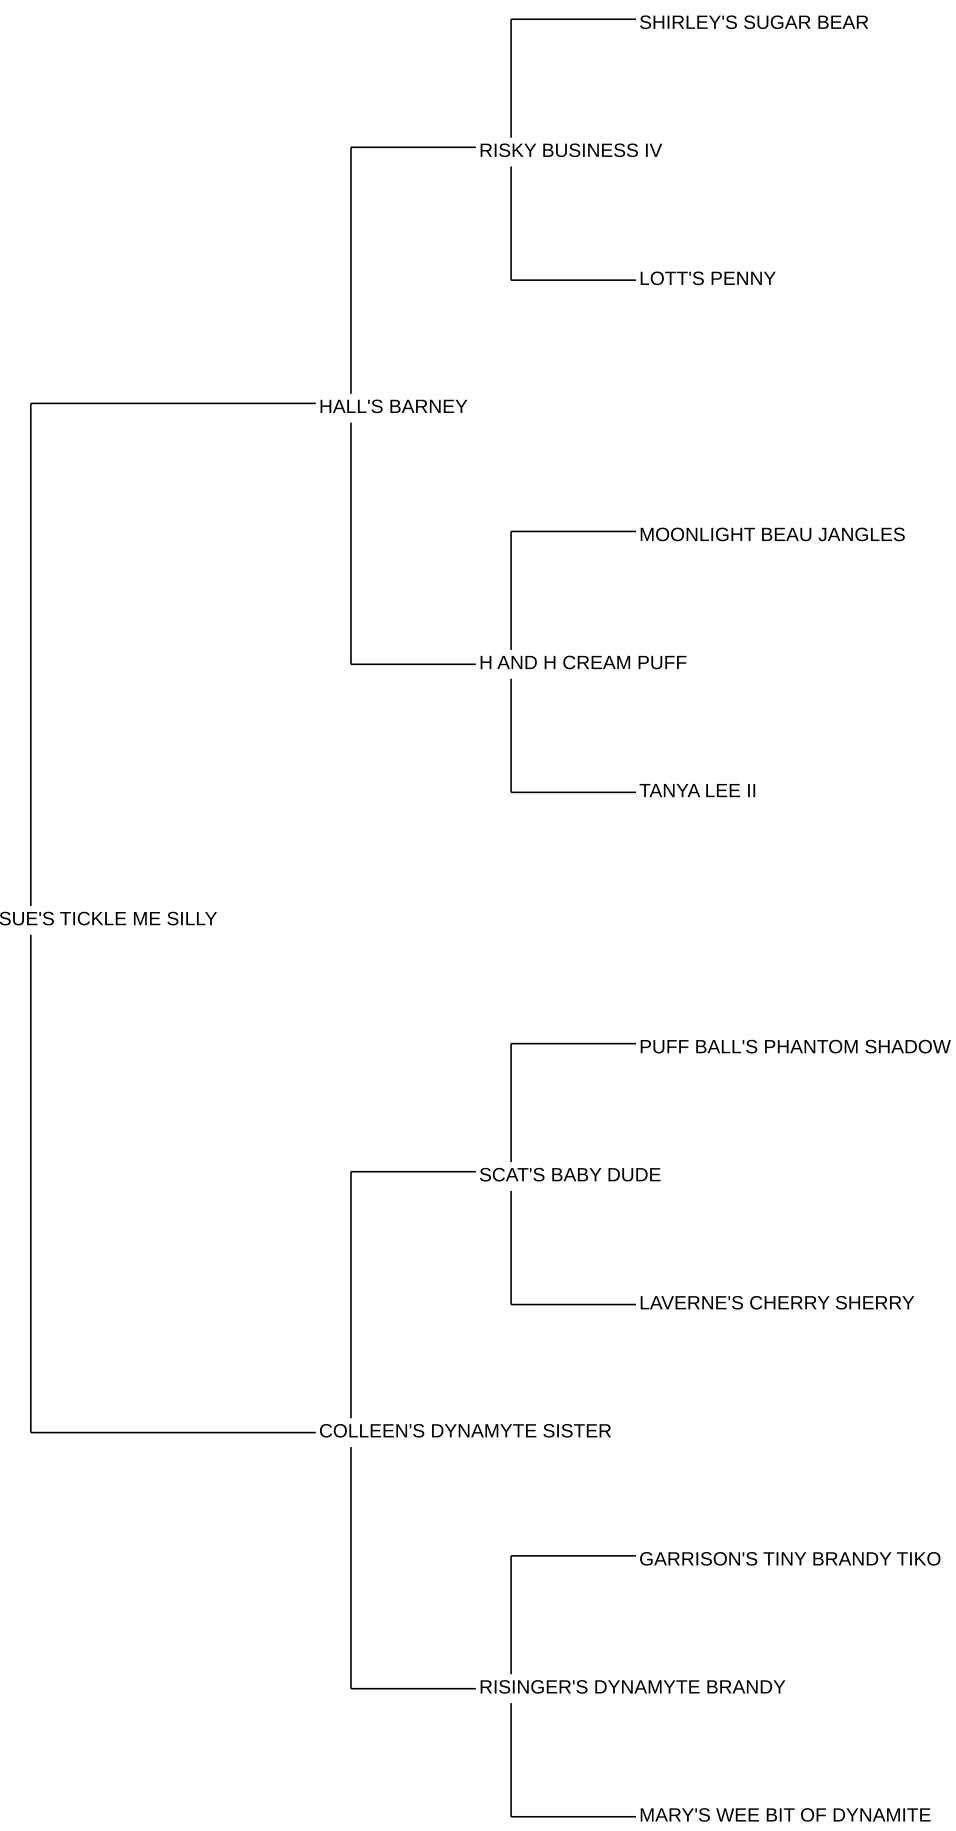 SHIRLEY'S SUGAR BEAR
RISKY BUSINESS IV
LOTT'S PENNY
HALL'S BARNEY
MOONLIGHT BEAU JANGLES
H AND H CREAM PUFF
TANYA LEE II
SUE'S TICKLE ME SILLY
PUFF BALL'S PHANTOM SHADOW
SCAT'S BABY DUDE
LAVERNE'S CHERRY SHERRY
COLLEEN'S DYNAMYTE SISTER
GARRISON'S TINY BRANDY TIKO
RISINGER'S DYNAMYTE BRANDY
MARY'S WEE BIT OF DYNAMITE